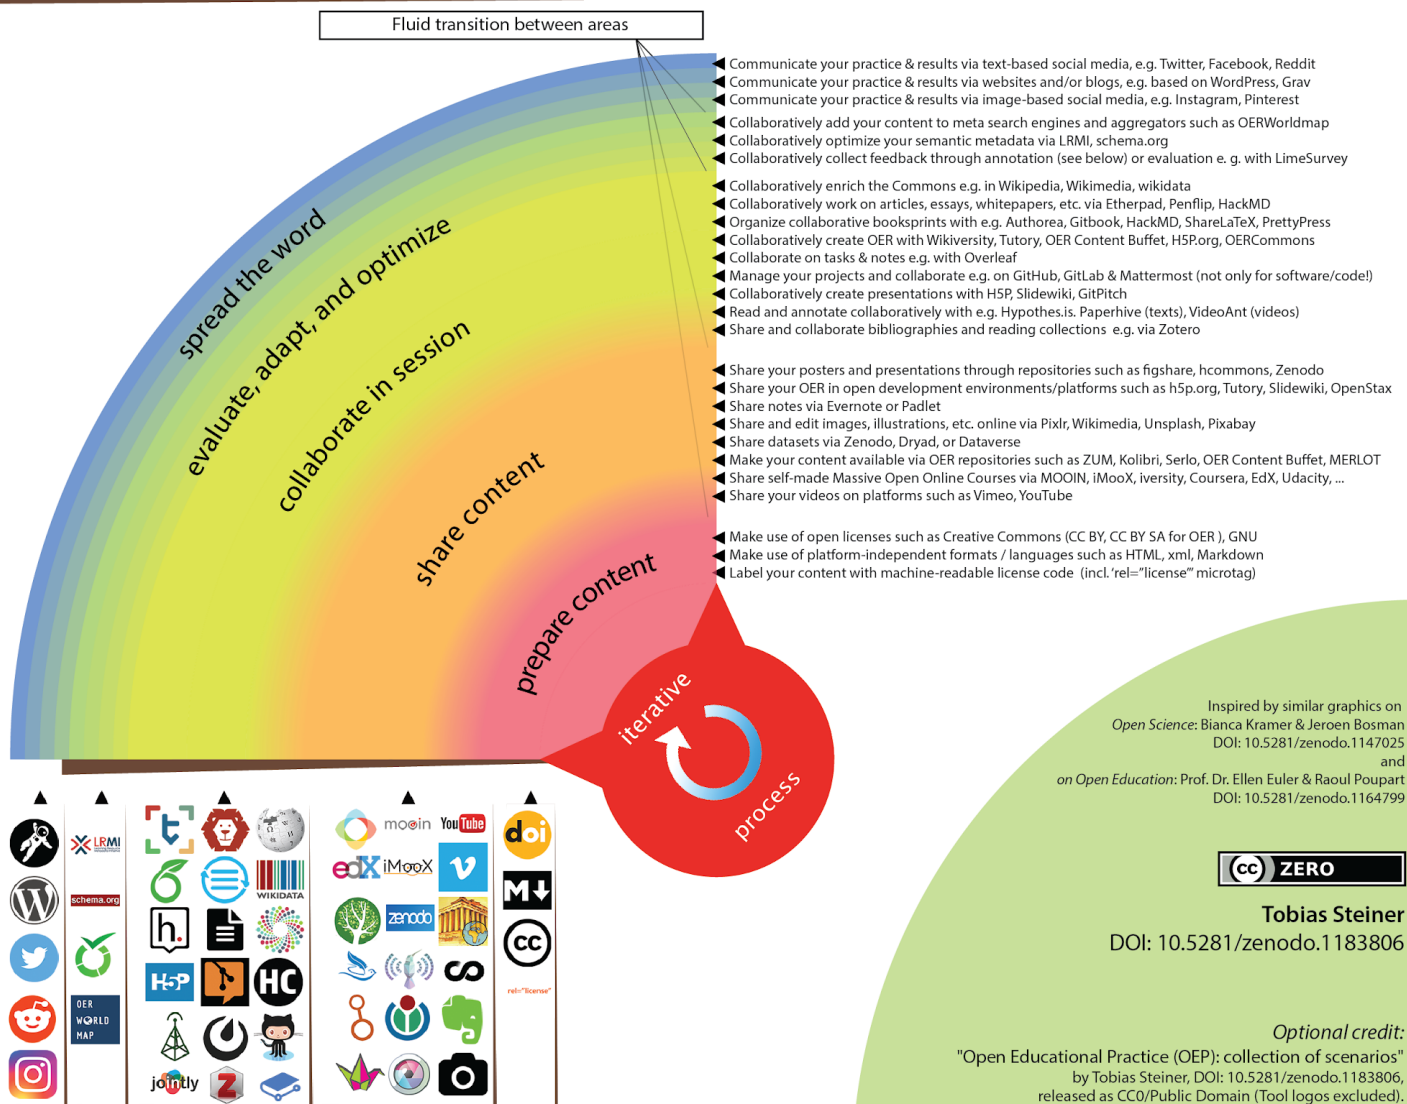 Fluid transition between areas
Communicate your practice & results via text-based social media, e.g. Twitter, Facebook, Reddit
Communicate your practice & results via websites and/or blogs, e.g. based on WordPress, Grav
Communicate your practice & results via image-based social media, e.g. Instagram, Pinterest
Collaboratively add your content to meta search engines and aggregators such as OERWorldmap
Collaboratively optimize your semantic metadata via LRMI, schema.org
Collaboratively collect feedback through annotation (see below) or evaluation e. g. with LimeSurvey
Collaboratively enrich the Commons e.g. in Wikipedia, Wikimedia, wikidata
Collaboratively work on articles, essays, whitepapers, etc. via Etherpad, Penflip, HackMD
Organize collaborative booksprints with e.g. Authorea, Gitbook, HackMD, ShareLaTeX, PrettyPress
Collaboratively create OER with Wikiversity, Tutory, OER Content Buffet, H5P.org, OERCommons
Collaborate on tasks & notes e.g. with Overleaf
Manage your projects and collaborate e.g. on GitHub, GitLab & Mattermost (not only for software/code!)
Collaboratively create presentations with H5P, Slidewiki, GitPitch
Read and annotate collaboratively with e.g. Hypothes.is. Paperhive (texts), VideoAnt (videos)
Share and collaborate bibliographies and reading collections e.g. via Zotero
Share your posters and presentations through repositories such as figshare, hcommons, Zenodo
Share your OER in open development environments/platforms such as h5p.org, Tutory, Slidewiki, OpenStax
Share notes via Evernote or Padlet
Share and edit images, illustrations, etc. online via Pixlr, Wikimedia, Unsplash, Pixabay
Share datasets via Zenodo, Dryad, or Dataverse
Make your content available via OER repositories such as ZUM, Kolibri, Serlo, OER Content Buffet, MERLOT
Share self-made Massive Open Online Courses via MOOIN, iMooX, iversity, Coursera, EdX, Udacity, ...
Share your videos on platforms such as Vimeo, YouTube
Make use of open licenses such as Creative Commons (CC BY, CC BY SA for OER ), GNU
Make use of platform-independent formats / languages such as HTML, xml, Markdown
Label your content with machine-readable license code (incl. 'rel="license"' microtag)
spread the word
evaluate, adapt, and optimize
collaborate in session
share content
prepare content
iterative
process
LRMI
schema.org
OER
WORLD
MAP
t
WIKIDATA
h.
H5P
HC
jointly
Z
mooin
YouTube
edX
iMooX
v
zenodo
doi
M
cc
rel="license"
Inspired by similar graphics on
Open Science: Bianca Kramer & Jeroen Bosman
DOI: 10.5281/zenodo.1147025
and
on Open Education: Prof. Dr. Ellen Euler & Raoul Poupart
DOI: 10.5281/zenodo.1164799
cc ZERO
Tobias Steiner
DOI: 10.5281/zenodo.1183806
Optional credit:
"Open Educational Practice (OEP): collection of scenarios"
by Tobias Steiner, DOI: 10.5281/zenodo.1183806,
released as CC0/Public Domain (Tool logos excluded).